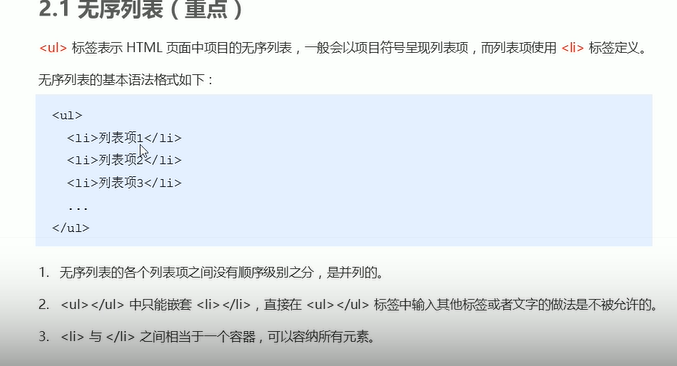 2.1 无序列表（重点）
<ul> 标签表示 HTML 页面中项目的无序列表，一般会以项目符号呈现列表项，而列表项使用 <li> 标签定义。
无序列表的基本语法格式如下：
<ul>
<li>列表项1</li>
<li>列表项2</li>
<li>列表项3</li>
...
</ul>
1. 无序列表的各个列表项之间没有顺序级别之分，是并列的。
2. <ul></ul> 中只能嵌套 <li></li>，直接在 <ul></ul> 标签中输入其他标签或者文字的做法是不被允许的。
3. <li> 与 </li> 之间相当于一个容器，可以容纳所有元素。